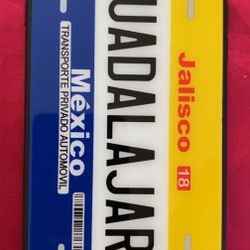 Jalisco 18
UADALAJAR
México
TRANSPORTE PRIVADO AUTOMOVIL